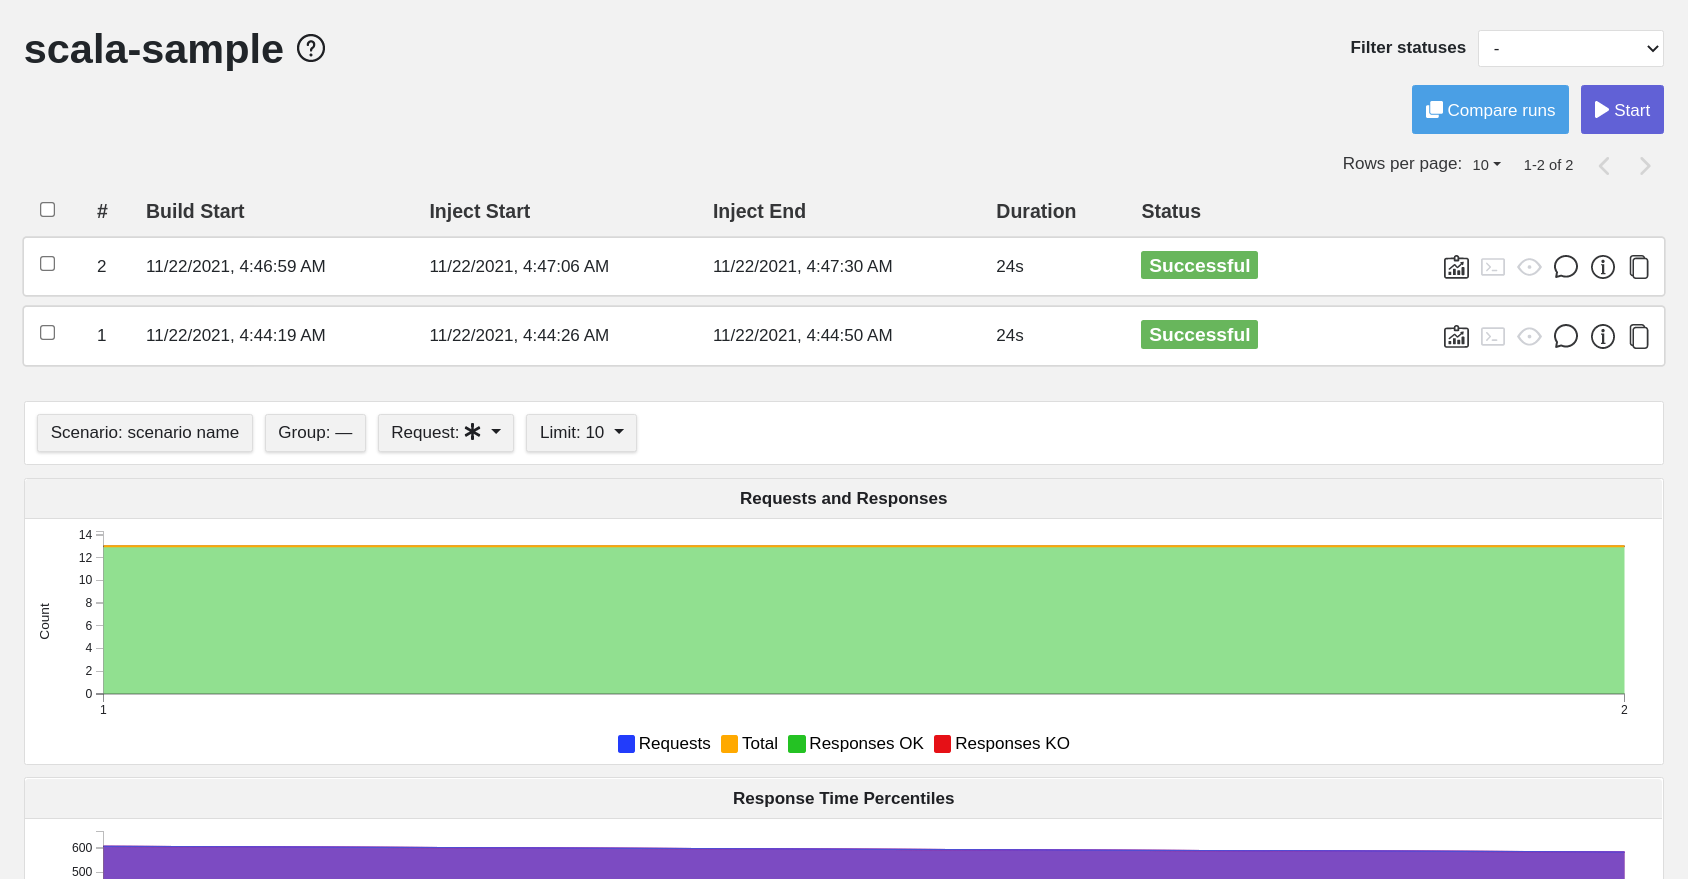 scala-sample
Filter statuses -
Compare runs Start
Rows per page: 10 1-2 of 2
# Build Start Inject Start Inject End Duration Status
2 11/22/2021, 4:46:59 AM 11/22/2021, 4:47:06 AM 11/22/2021, 4:47:30 AM 24s Successful
1 11/22/2021, 4:44:19 AM 11/22/2021, 4:44:26 AM 11/22/2021, 4:44:50 AM 24s Successful
Scenario: scenario name Group: — Request: * Limit: 10
Requests and Responses
14
12
10
8
6
4
2
0
Count
1 2
Requests Total Responses OK Responses KO
Response Time Percentiles
600
500